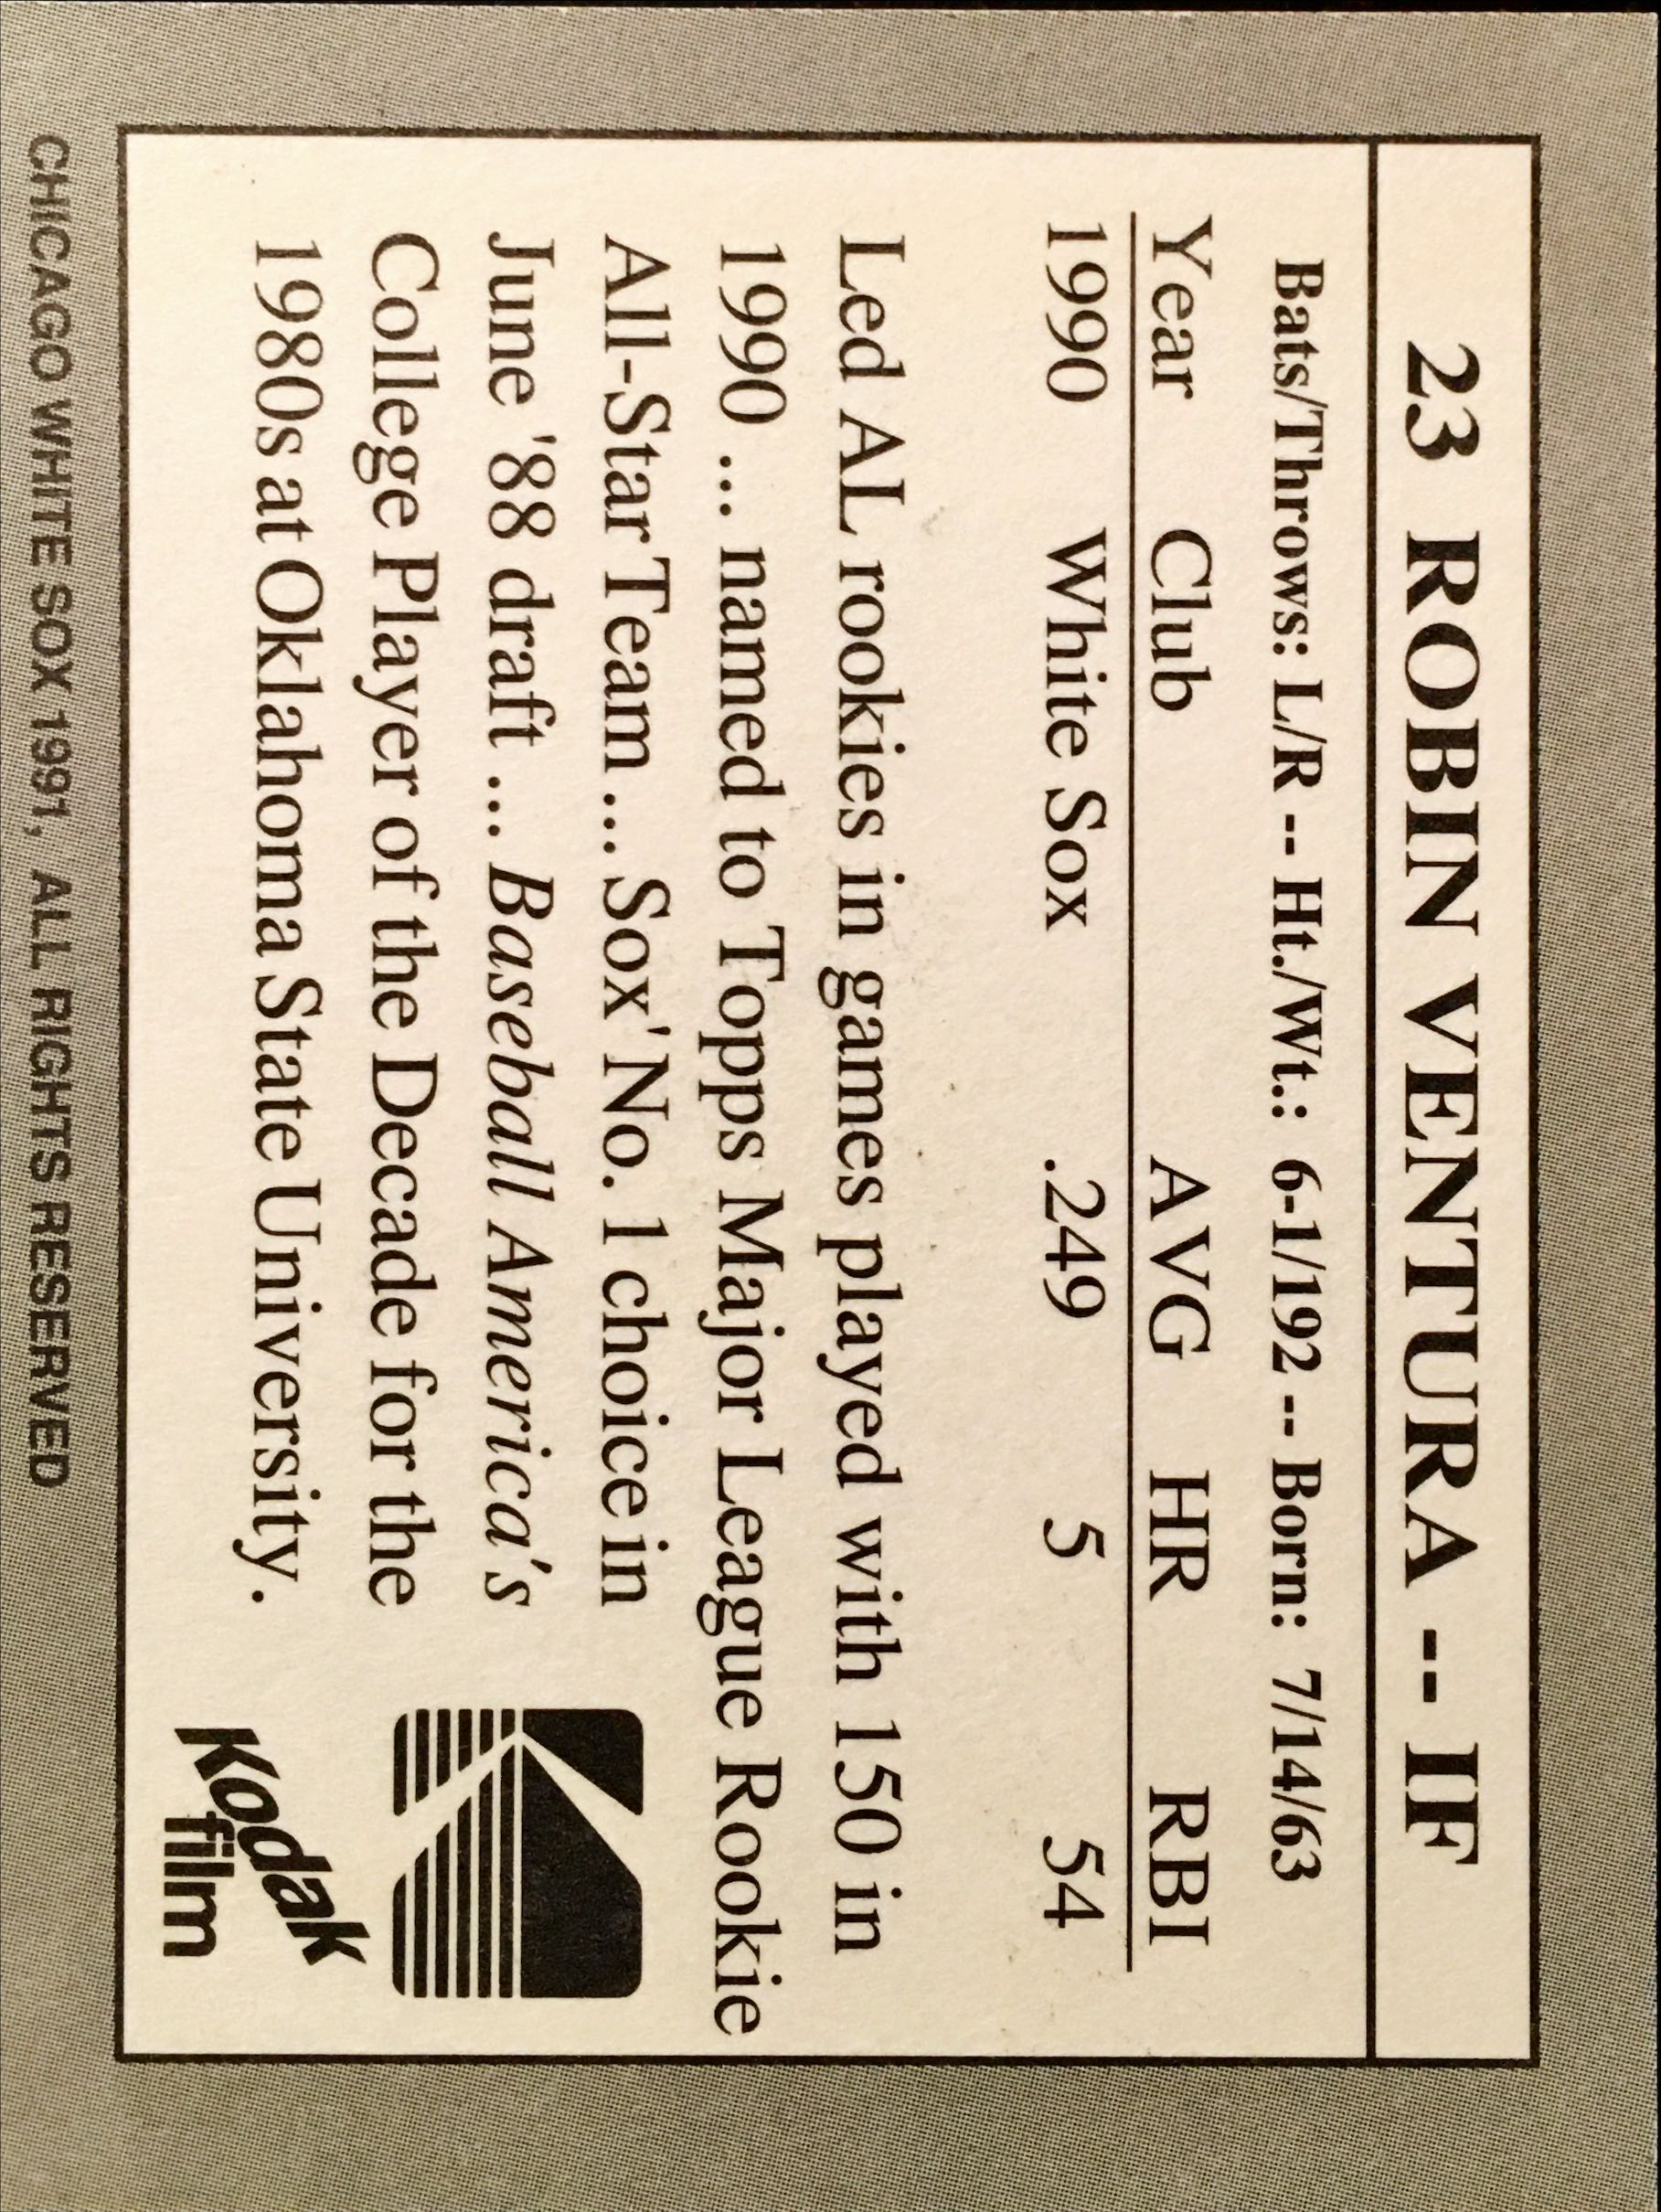 23 ROBIN VENTURA -- IF
Bats/Throws: L/R -- Ht./Wt.: 6-1/192 -- Born: 7/14/63
Year Club AVG HR RBI
1990 White Sox .249 5 54
Led AL rookies in games played with 150 in
1990 ... named to Topps Major League Rookie
All-Star Team ... Sox' No. 1 choice in
June '88 draft ... Baseball America's
College Player of the Decade for the
1980s at Oklahoma State University.
Kodak
film
CHICAGO WHITE SOX 1991, ALL RIGHTS RESERVED